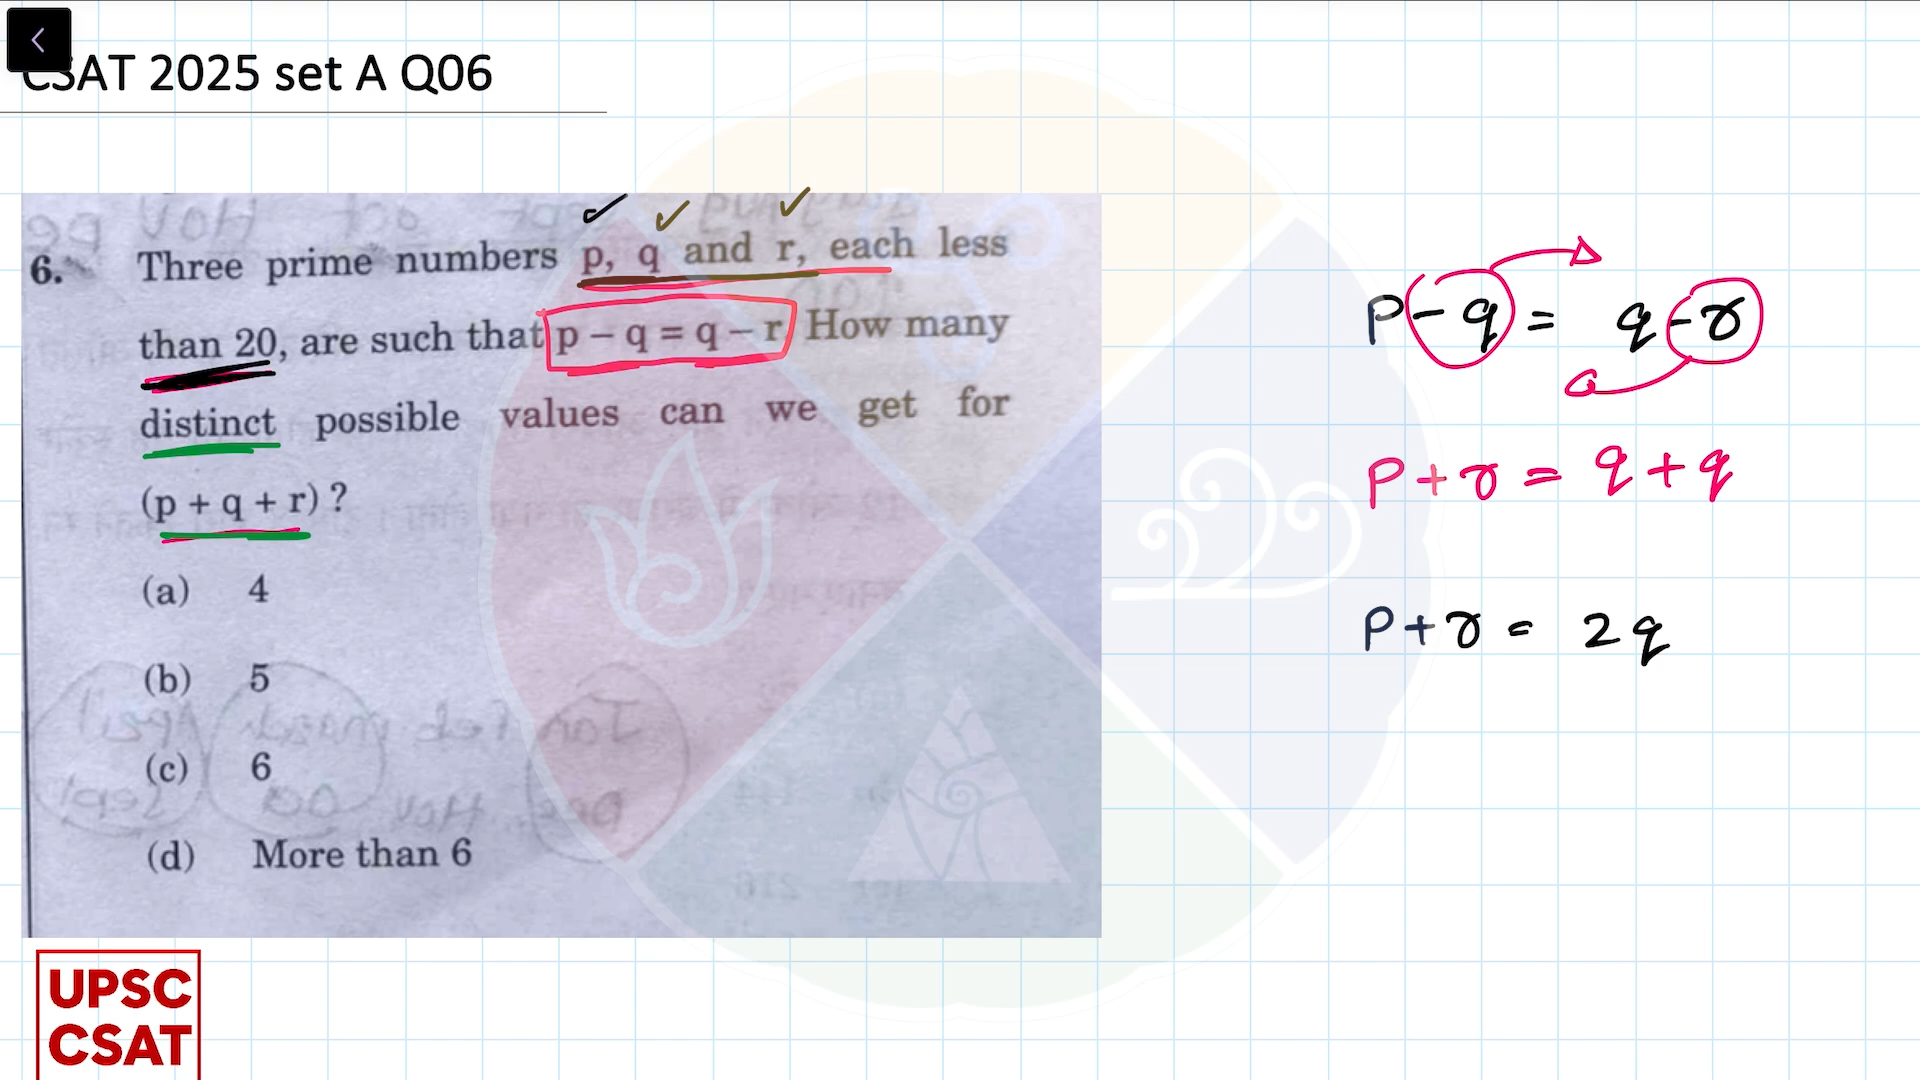 CSAT 2025 set A Q06
6. Three prime numbers p, q and r, each less
than 20, are such that p – q = q – r. How many
distinct possible values can we get for
(p + q + r) ?
(a) 4
(b) 5
(c) 6
(d) More than 6
p - q = q - r
p + r = q + q
p + r = 2q
UPSC
CSAT